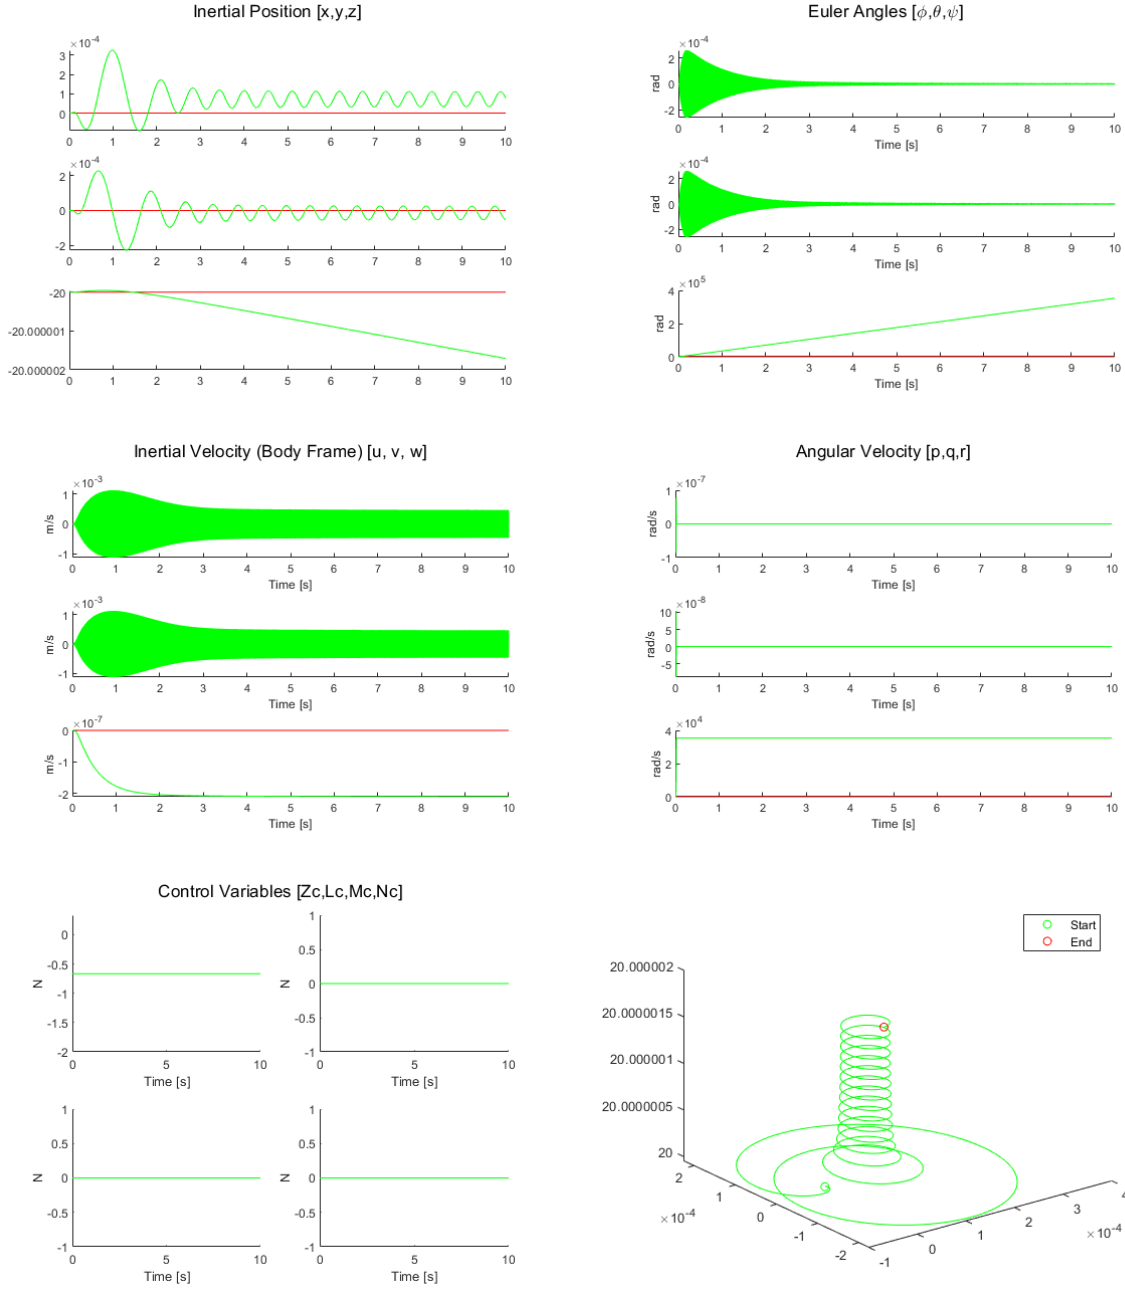 Inertial Position [x,y,z]
×10⁻⁴
3
2
1
0
0 1 2 3 4 5 6 7 8 9 10
×10⁻⁴
2
0
-2
0 1 2 3 4 5 6 7 8 9 10
-20
-20.000001
-20.000002
0 1 2 3 4 5 6 7 8 9 10
Euler Angles [ϕ,θ,ψ]
×10⁻⁴
2
0
-2
rad
0 1 2 3 4 5 6 7 8 9 10
Time [s]
×10⁻⁴
2
0
-2
rad
0 1 2 3 4 5 6 7 8 9 10
Time [s]
×10⁵
4
2
0
rad
0 1 2 3 4 5 6 7 8 9 10
Time [s]
Inertial Velocity (Body Frame) [u, v, w]
×10⁻³
1
0
-1
m/s
0 1 2 3 4 5 6 7 8 9 10
Time [s]
×10⁻³
1
0
-1
m/s
0 1 2 3 4 5 6 7 8 9 10
Time [s]
×10⁻⁷
0
-1
-2
m/s
0 1 2 3 4 5 6 7 8 9 10
Time [s]
Angular Velocity [p,q,r]
×10⁻⁷
1
0
-1
rad/s
0 1 2 3 4 5 6 7 8 9 10
Time [s]
×10⁻⁸
10
5
0
-5
rad/s
0 1 2 3 4 5 6 7 8 9 10
Time [s]
×10⁴
4
2
0
rad/s
0 1 2 3 4 5 6 7 8 9 10
Time [s]
Control Variables [Zc,Lc,Mc,Nc]
0
-0.5
-1
-1.5
-2
N
5 10
Time [s]
1
0.5
0
-0.5
-1
N
0 5 10
Time [s]
1
0.5
0
-0.5
-1
N
0 5 10
Time [s]
1
0.5
0
-0.5
-1
N
0 5 10
Time [s]
Start
End
20.000002
20.0000015
20.000001
20.0000005
20
2
1
0
-1
-2
×10⁻⁴
-1
0
1
2
3
4
×10⁻⁴